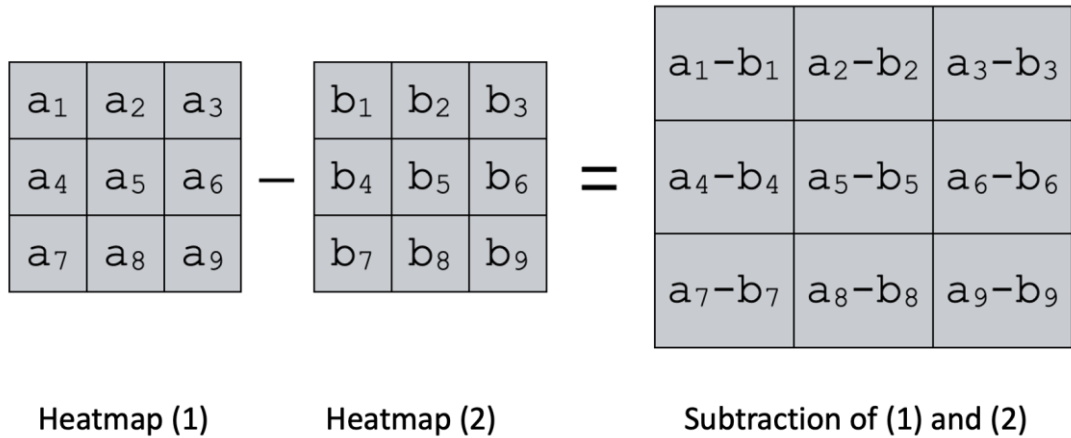 a₁ a₂ a₃ b₁ b₂ b₃ a₁−b₁ a₂−b₂ a₃−b₃
a₄ a₅ a₆ − b₄ b₅ b₆ = a₄−b₄ a₅−b₅ a₆−b₆
a₇ a₈ a₉ b₇ b₈ b₉ a₇−b₇ a₈−b₈ a₉−b₉
Heatmap (1) Heatmap (2) Subtraction of (1) and (2)